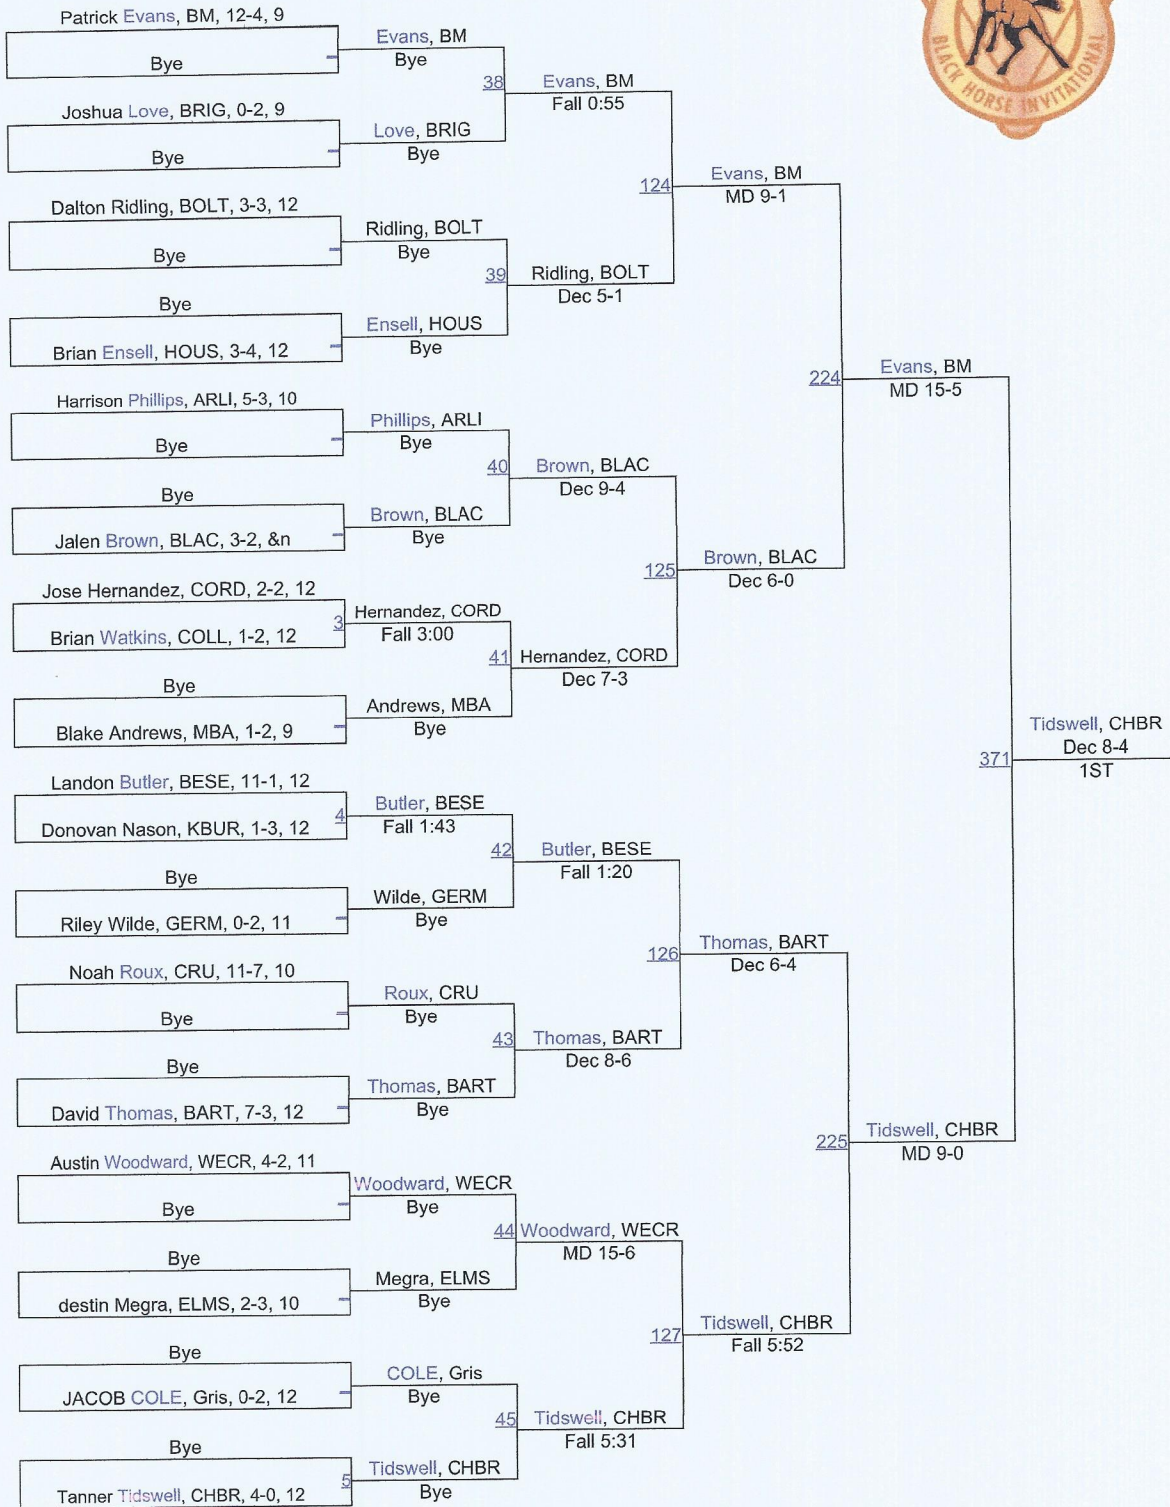 Patrick Evans, BM, 12-4, 9
Bye
Joshua Love, BRIG, 0-2, 9
Bye
Dalton Ridling, BOLT, 3-3, 12
Bye
Bye
Brian Ensell, HOUS, 3-4, 12
Harrison Phillips, ARLI, 5-3, 10
Bye
Bye
Jalen Brown, BLAC, 3-2, &n
Jose Hernandez, CORD, 2-2, 12
3
Brian Watkins, COLL, 1-2, 12
Bye
Blake Andrews, MBA, 1-2, 9
Landon Butler, BESE, 11-1, 12
4
Donovan Nason, KBUR, 1-3, 12
Bye
Riley Wilde, GERM, 0-2, 11
Noah Roux, CRU, 11-7, 10
Bye
Bye
David Thomas, BART, 7-3, 12
Austin Woodward, WECR, 4-2, 11
Bye
Bye
destin Megra, ELMS, 2-3, 10
Bye
JACOB COLE, Gris, 0-2, 12
Bye
5
Tanner Tidswell, CHBR, 4-0, 12
Evans, BM
Bye
38
Love, BRIG
Bye
Ridling, BOLT
Bye
39
Ensell, HOUS
Bye
Phillips, ARLI
Bye
40
Brown, BLAC
Bye
Hernandez, CORD
Fall 3:00
41
Andrews, MBA
Bye
Butler, BESE
Fall 1:43
42
Wilde, GERM
Bye
Roux, CRU
Bye
43
Thomas, BART
Bye
Woodward, WECR
Bye
44
Megra, ELMS
Bye
COLE, Gris
Bye
45
Tidswell, CHBR
Bye
Evans, BM
Fall 0:55
124
Ridling, BOLT
Dec 5-1
Brown, BLAC
Dec 9-4
125
Hernandez, CORD
Dec 7-3
Butler, BESE
Fall 1:20
126
Thomas, BART
Dec 8-6
Woodward, WECR
MD 15-6
127
Tidswell, CHBR
Fall 5:31
Evans, BM
MD 9-1
224
Brown, BLAC
Dec 6-0
Thomas, BART
Dec 6-4
225
Tidswell, CHBR
Fall 5:52
Evans, BM
MD 15-5
371
Tidswell, CHBR
MD 9-0
Tidswell, CHBR
Dec 8-4
1ST
BLACK HORSE INVITATIONAL